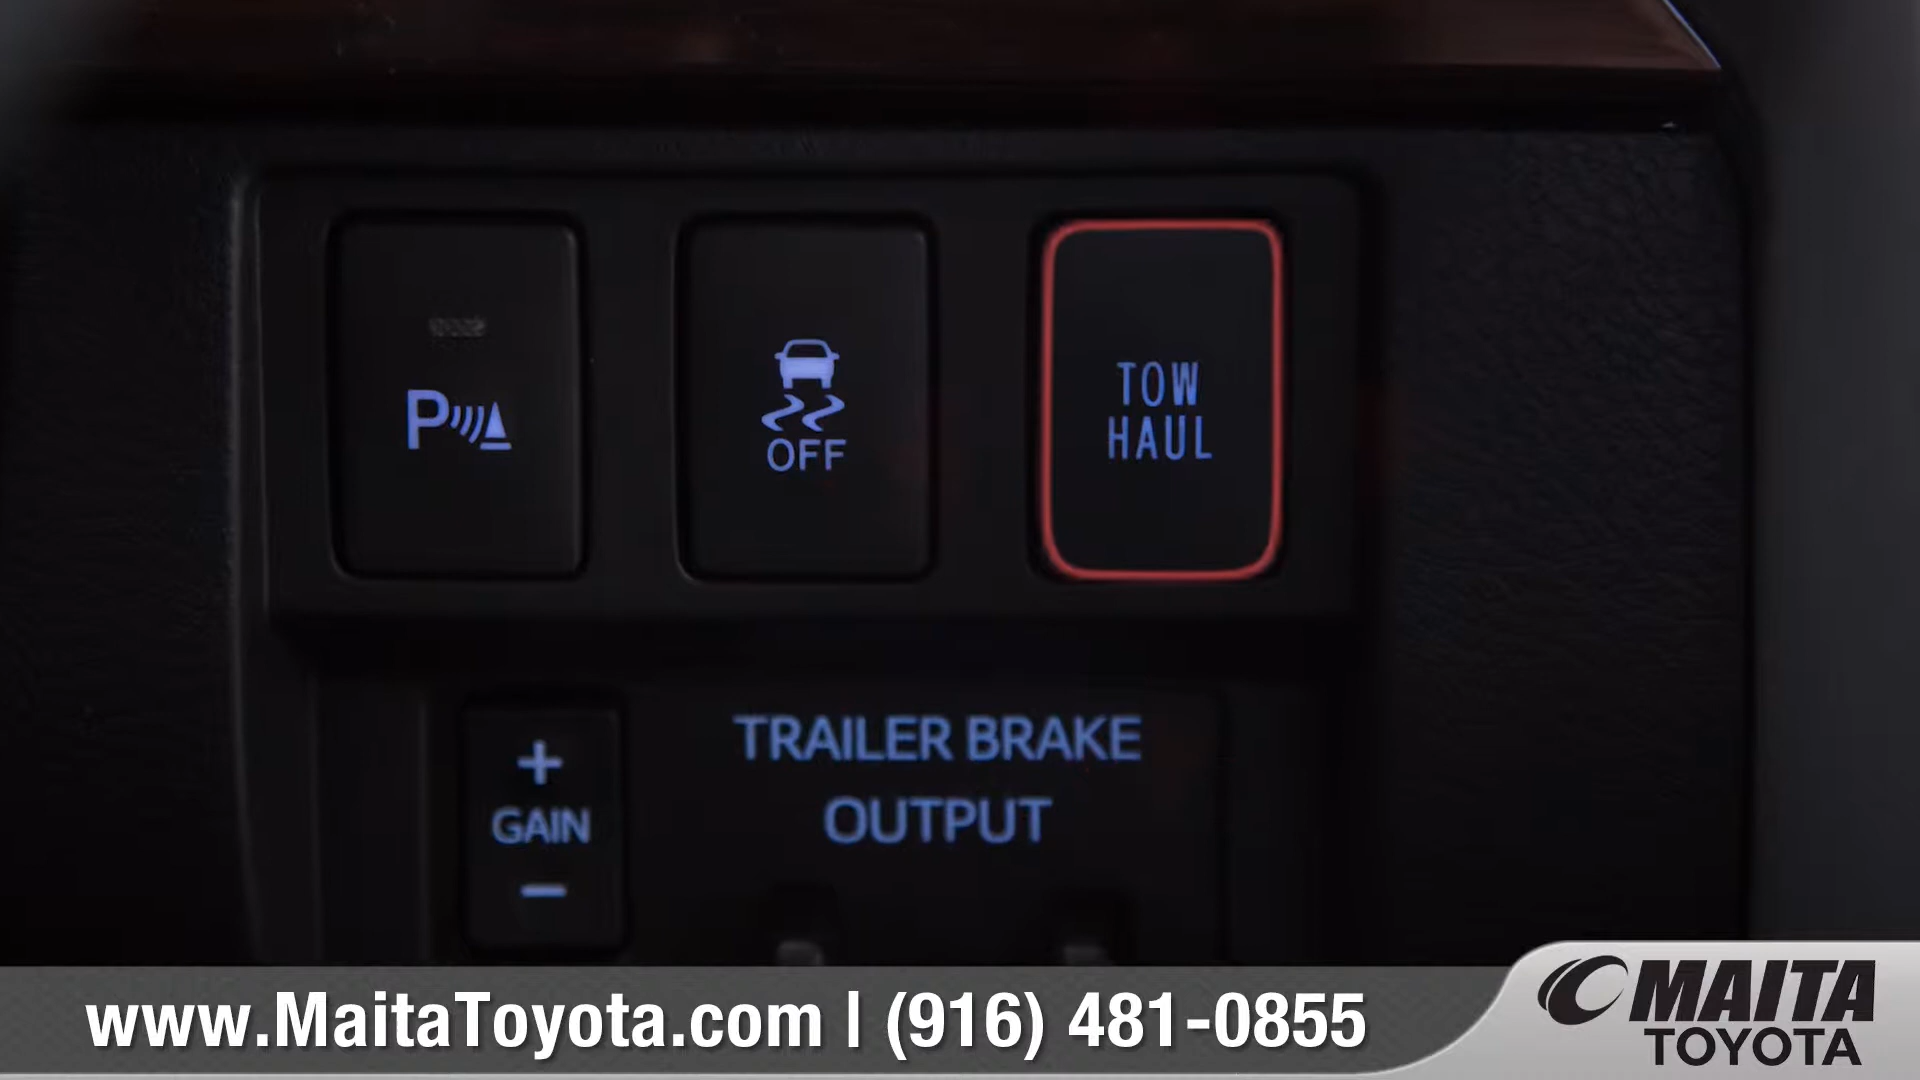 P
OFF
TOW
HAUL
TRAILER BRAKE
OUTPUT
+
GAIN
−
www.MaitaToyota.com | (916) 481-0855
MAITA
TOYOTA